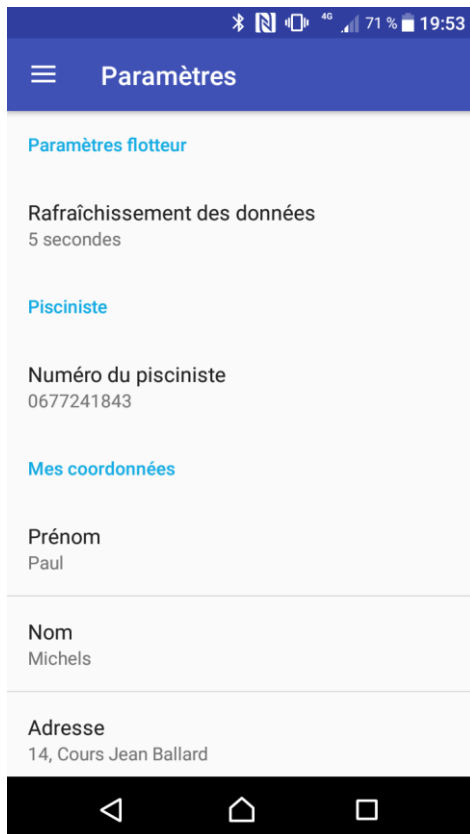 4G 71 % 19:53
Paramètres
Paramètres flotteur
Rafraîchissement des données
5 secondes
Pisciniste
Numéro du pisciniste
0677241843
Mes coordonnées
Prénom
Paul
Nom
Michels
Adresse
14, Cours Jean Ballard